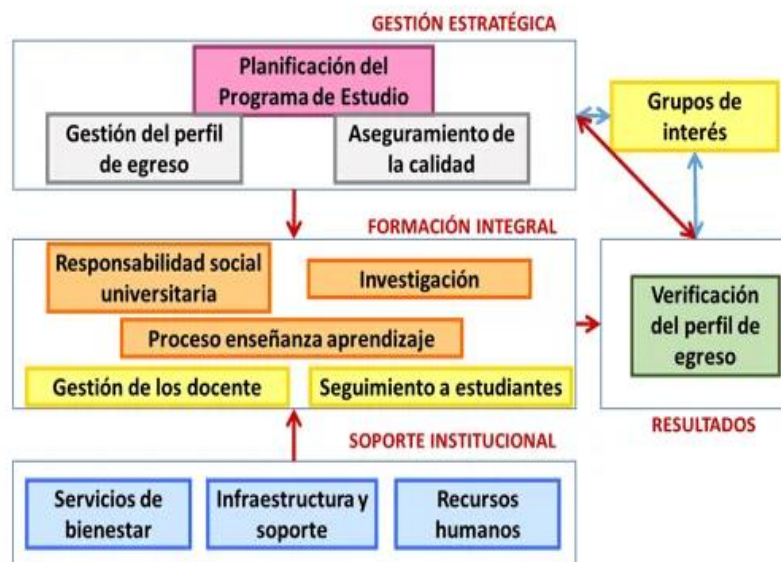 GESTIÓN ESTRATÉGICA
Planificación del
Programa de Estudio
Gestión del perfil
de egreso
Aseguramiento de
la calidad
Grupos de
interés
FORMACIÓN INTEGRAL
Responsabilidad social
universitaria
Investigación
Proceso enseñanza aprendizaje
Gestión de los docente
Seguimiento a estudiantes
Verificación
del perfil de
egreso
RESULTADOS
SOPORTE INSTITUCIONAL
Servicios de
bienestar
Infraestructura y
soporte
Recursos
humanos